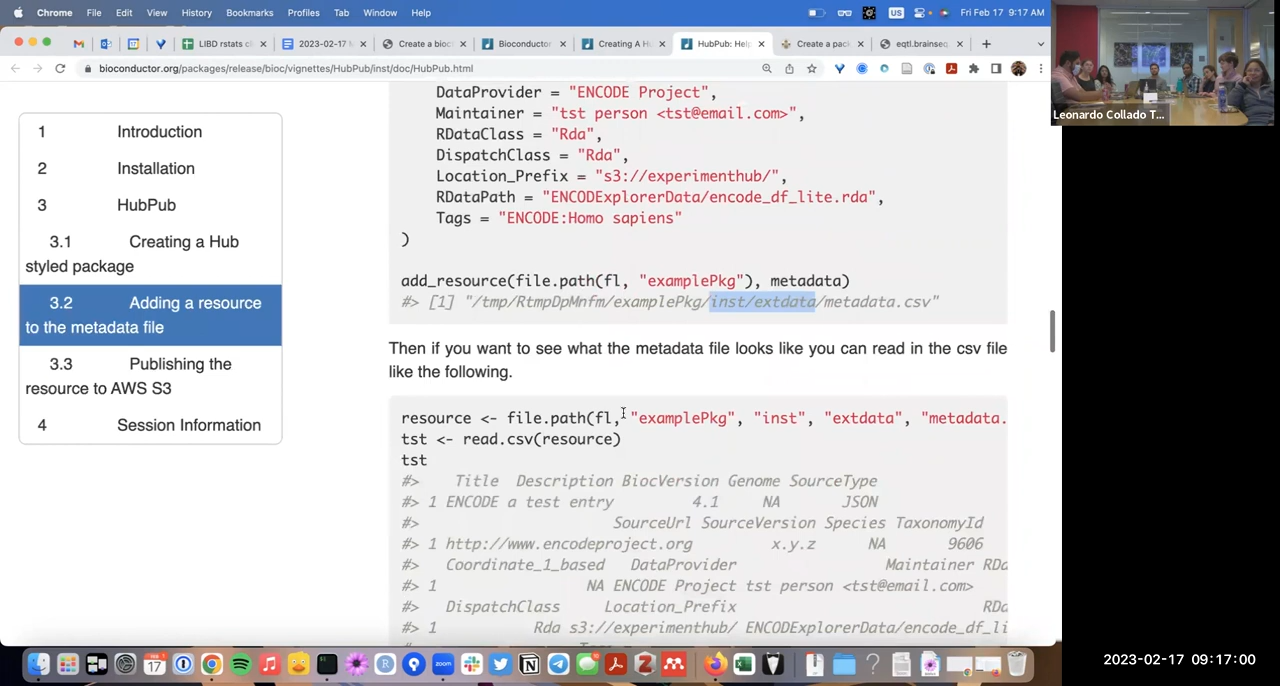 Chrome File Edit View History Bookmarks Profiles Tab Window Help US Fri Feb 17 9:17 AM
LIBD rstats cl 2023-02-17 M Create a bioc Bioconductor Creating A Hu HubPub: Help Create a pac eqtl.brainseq
bioconductor.org/packages/release/bioc/vignettes/HubPub/inst/doc/HubPub.html
1 Introduction
2 Installation
3 HubPub
3.1 Creating a Hub
styled package
3.2 Adding a resource
to the metadata file
3.3 Publishing the
resource to AWS S3
4 Session Information
DataProvider = "ENCODE Project",
Maintainer = "tst person <tst@email.com>",
RDataClass = "Rda",
DispatchClass = "Rda",
Location_Prefix = "s3://experimenthub/",
RDataPath = "ENCODExplorerData/encode_df_lite.rda",
Tags = "ENCODE:Homo sapiens"
)
add_resource(file.path(fl, "examplePkg"), metadata)
#> [1] "/tmp/RtmpDpMnfm/examplePkg/inst/extdata/metadata.csv"
Then if you want to see what the metadata file looks like you can read in the csv file
like the following.
resource <- file.path(fl, "examplePkg", "inst", "extdata", "metadata.
tst <- read.csv(resource)
tst
#> Title Description BiocVersion Genome SourceType
#> 1 ENCODE a test entry 4.1 NA JSON
#> SourceUrl SourceVersion Species TaxonomyId
#> 1 http://www.encodeproject.org x.y.z NA 9606
#> Coordinate_1_based DataProvider Maintainer RDa
#> 1 NA ENCODE Project tst person <tst@email.com>
#> DispatchClass Location_Prefix RDa
#> 1 Rda s3://experimenthub/ ENCODExplorerData/encode_df_li
Leonardo Collado T...
17
zoom
2023-02-17 09:17:00